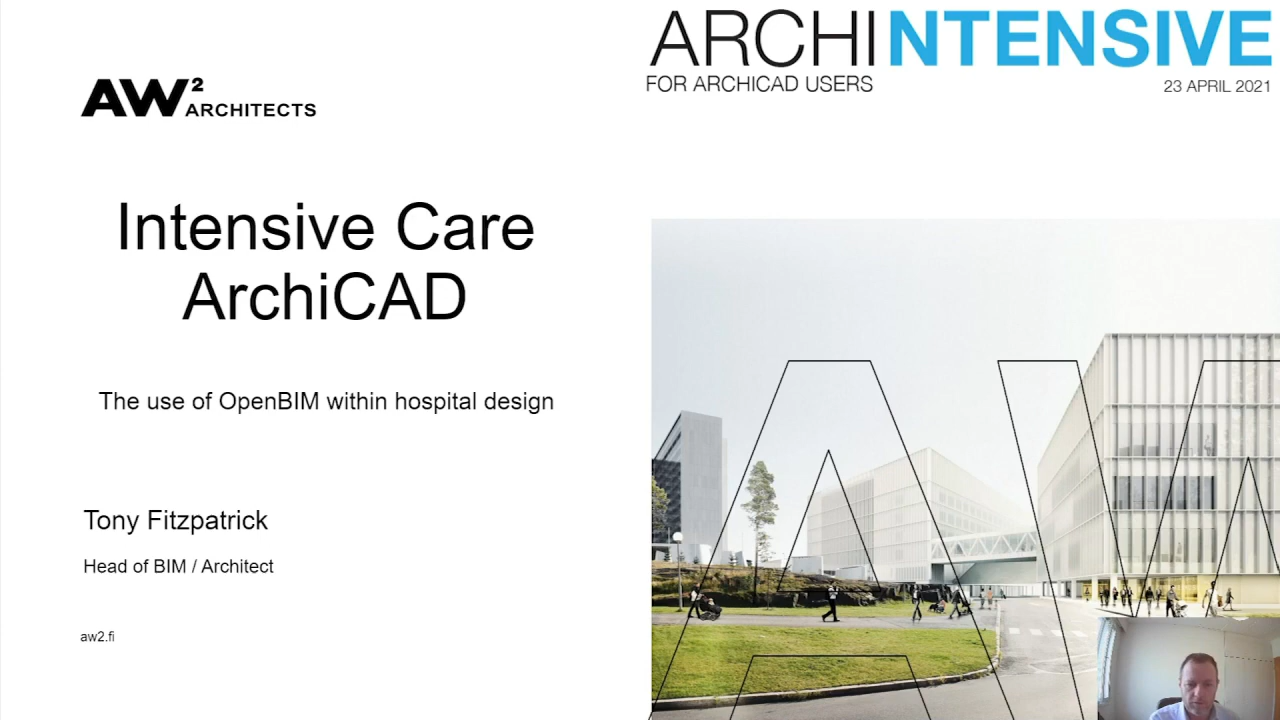 ARCHINTENSIVE
FOR ARCHICAD USERS
23 APRIL 2021
AW² ARCHITECTS
Intensive Care
ArchiCAD
The use of OpenBIM within hospital design
Tony Fitzpatrick
Head of BIM / Architect
aw2.fi